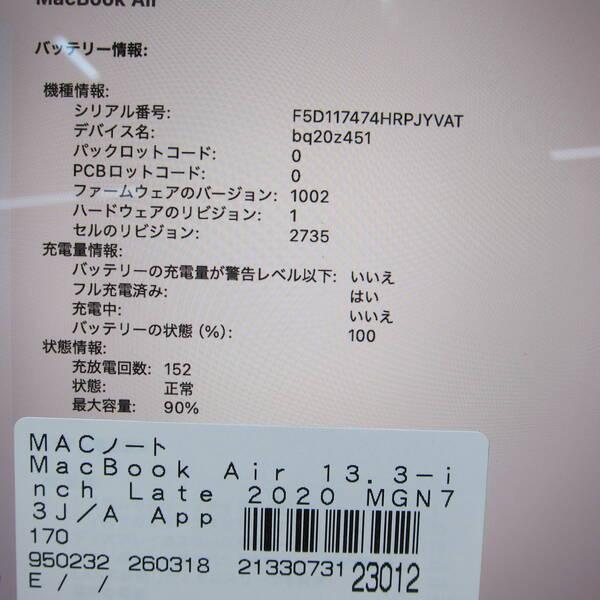 MacBook Air
バッテリー情報:
機種情報:
シリアル番号: F5D117474HRPJYVAT
デバイス名: bq20z451
パックロットコード: 0
PCBロットコード: 0
ファームウェアのバージョン: 1002
ハードウェアのリビジョン: 1
セルのリビジョン: 2735
充電量情報:
バッテリーの充電量が警告レベル以下: いいえ
フル充電済み: はい
充電中: いいえ
バッテリーの状態 (%): 100
状態情報:
充放電回数: 152
状態: 正常
最大容量: 90%
MACノート
MacBook Air 13.3-i
nch Late 2020 MGN7
3J/A App
170
950232 260318 21330731 23012
E / /